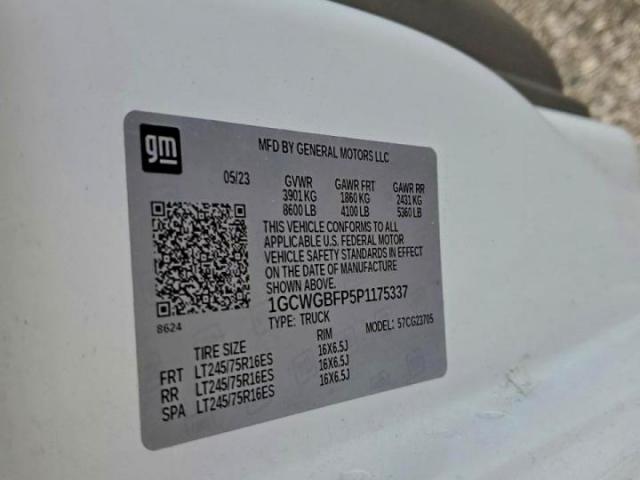 gm
MFD BY GENERAL MOTORS LLC
05/23 GVWR GAWR FRT GAWR RR
3901 KG 1860 KG 2431 KG
8600 LB 4100 LB 5360 LB
THIS VEHICLE CONFORMS TO ALL
APPLICABLE U.S. FEDERAL MOTOR
VEHICLE SAFETY STANDARDS IN EFFECT
ON THE DATE OF MANUFACTURE
SHOWN ABOVE.
1GCWGBFP5P1175337
8624 TYPE: TRUCK MODEL: 57CG23705
TIRE SIZE RIM
FRT LT245/75R16ES 16X6.5J
RR LT245/75R16ES 16X6.5J
SPA LT245/75R16ES 16X6.5J